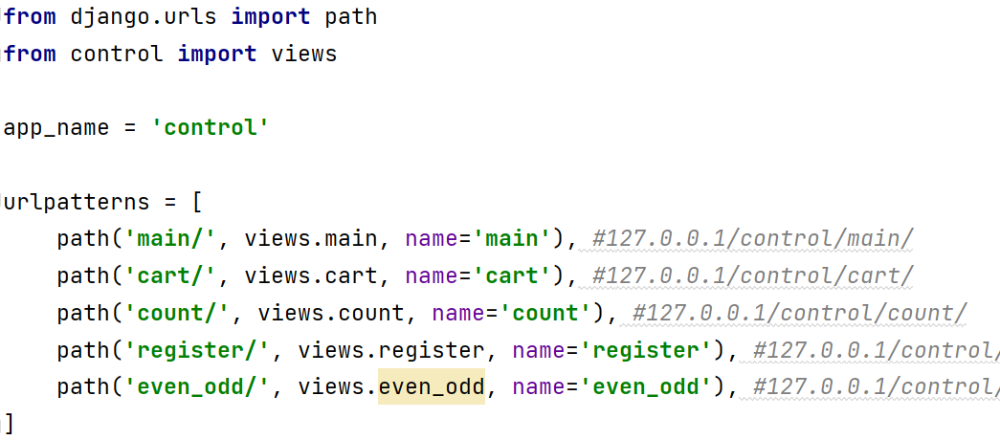 from django.urls import path
from control import views
app_name = 'control'
urlpatterns = [
path('main/', views.main, name='main'), #127.0.0.1/control/main/
path('cart/', views.cart, name='cart'), #127.0.0.1/control/cart/
path('count/', views.count, name='count'), #127.0.0.1/control/count/
path('register/', views.register, name='register'), #127.0.0.1/control/
path('even_odd/', views.even_odd, name='even_odd'), #127.0.0.1/control/
]